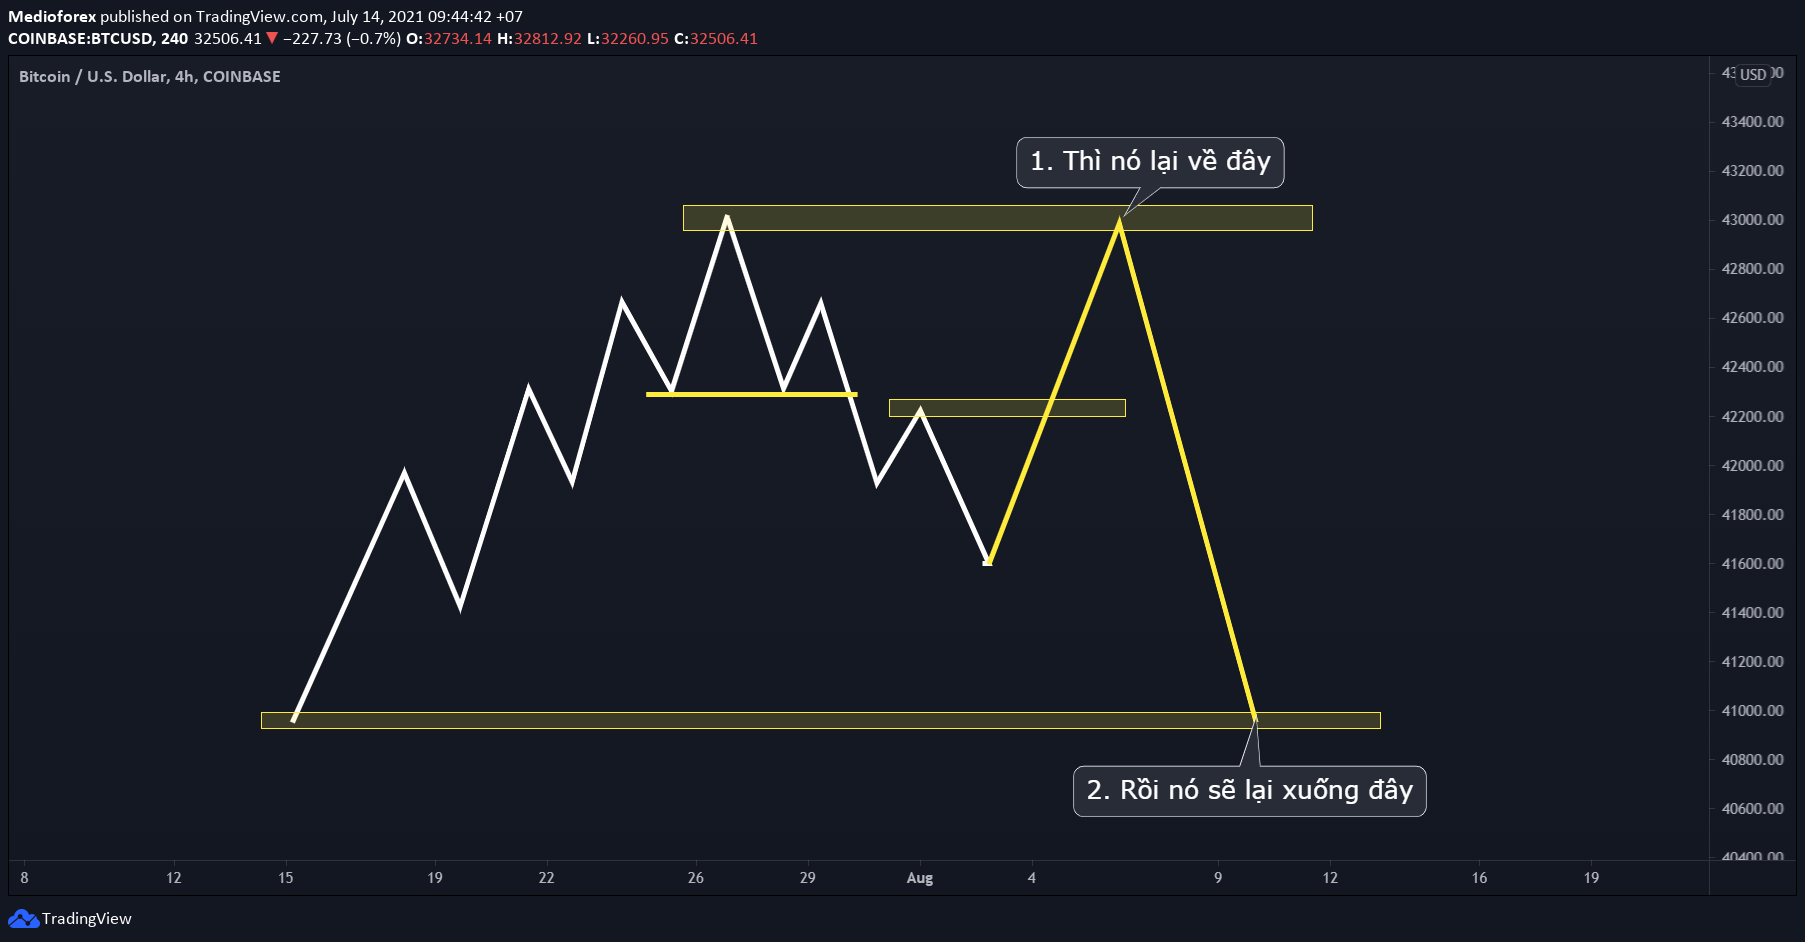 Medioforex published on TradingView.com, July 14, 2021 09:44:42 +07
COINBASE:BTCUSD, 240 32506.41 ▼ −227.73 (−0.7%) O:32734.14 H:32812.92 L:32260.95 C:32506.41
Bitcoin / U.S. Dollar, 4h, COINBASE
USD
43400.00
1. Thì nó lại về đây
43200.00
43000.00
42800.00
42600.00
42400.00
42200.00
42000.00
41800.00
41600.00
41400.00
41200.00
41000.00
40800.00
2. Rồi nó sẽ lại xuống đây
40600.00
40400.00
8 12 15 19 22 26 29 Aug 4 9 12 16 19
TradingView